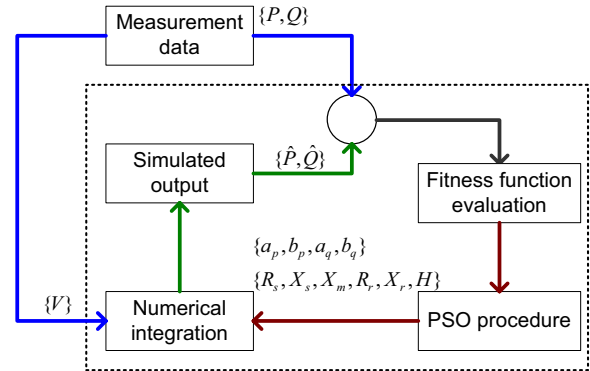 Measurement
data
{P,Q}
Simulated
output
{P̂,Q̂}
Fitness function
evaluation
{a_p,b_p,a_q,b_q}
{R_s,X_s,X_m,R_r,X_r,H}
{V}
Numerical
integration
PSO procedure